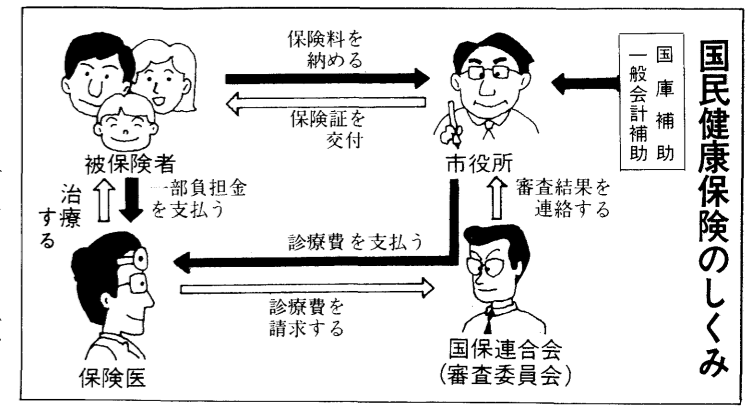 国民健康保険のしくみ
国庫補助
一般会計補助
保険料を
納める
保険証を
交付
被保険者
市役所
治療
する
一部負担金
を支払う
審査結果を
連絡する
診療費を支払う
診療費を
請求する
保険医
国保連合会
(審査委員会)